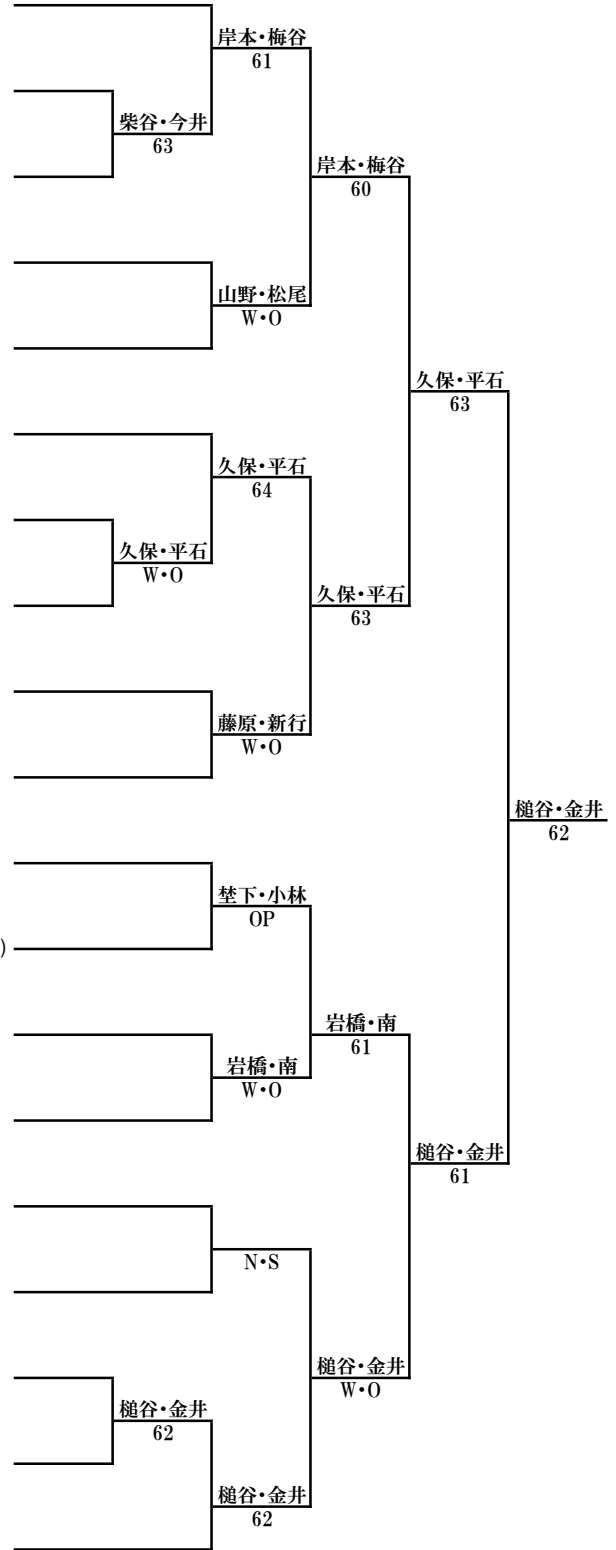 岸本・梅谷
61
柴谷・今井
63
岸本・梅谷
60
山野・松尾
W・O
久保・平石
63
久保・平石
64
久保・平石
W・O
久保・平石
63
藤原・新行
W・O
槌谷・金井
62
埜下・小林
OP
)
岩橋・南
61
岩橋・南
W・O
槌谷・金井
61
N・S
槌谷・金井
W・O
槌谷・金井
62
槌谷・金井
62